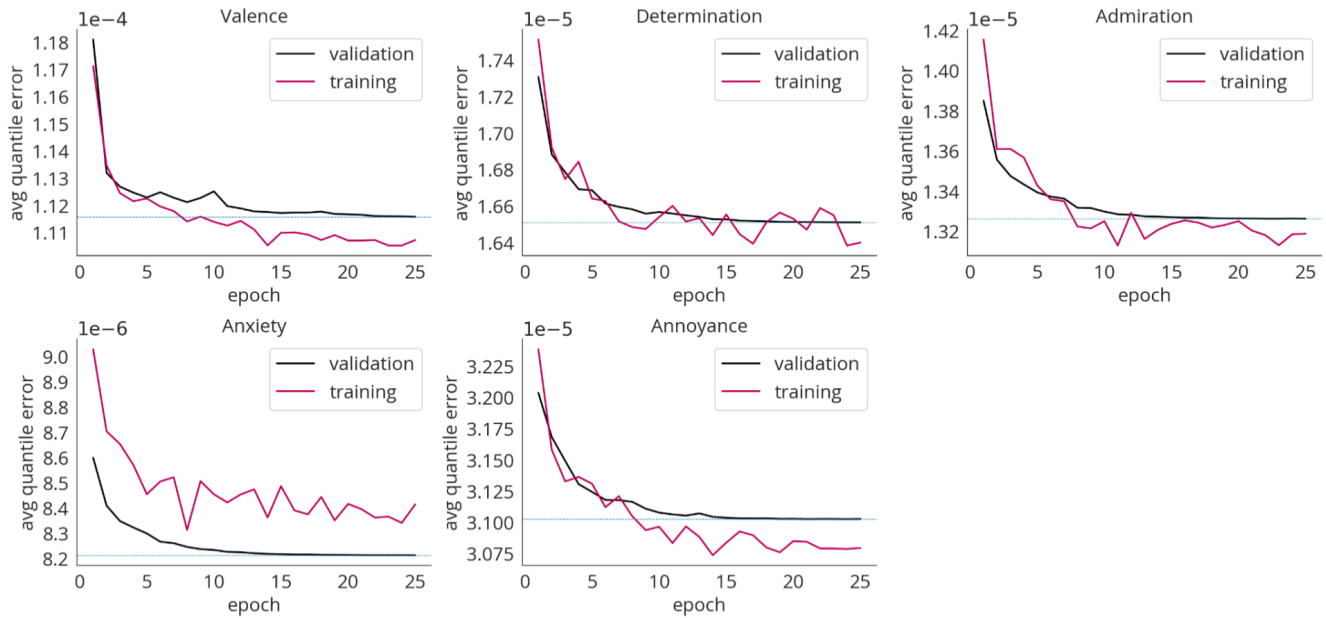 Valence
1e−4
avg quantile error
1.18
1.17
1.16
1.15
1.14
1.13
1.12
1.11
validation
training
0 5 10 15 20 25
epoch
Determination
1e−5
avg quantile error
1.74
1.72
1.70
1.68
1.66
1.64
validation
training
0 5 10 15 20 25
epoch
Admiration
1e−5
avg quantile error
1.42
1.40
1.38
1.36
1.34
1.32
validation
training
0 5 10 15 20 25
epoch
Anxiety
1e−6
avg quantile error
9.0
8.9
8.8
8.7
8.6
8.5
8.4
8.3
8.2
validation
training
0 5 10 15 20 25
epoch
Annoyance
1e−5
avg quantile error
3.225
3.200
3.175
3.150
3.125
3.100
3.075
validation
training
0 5 10 15 20 25
epoch